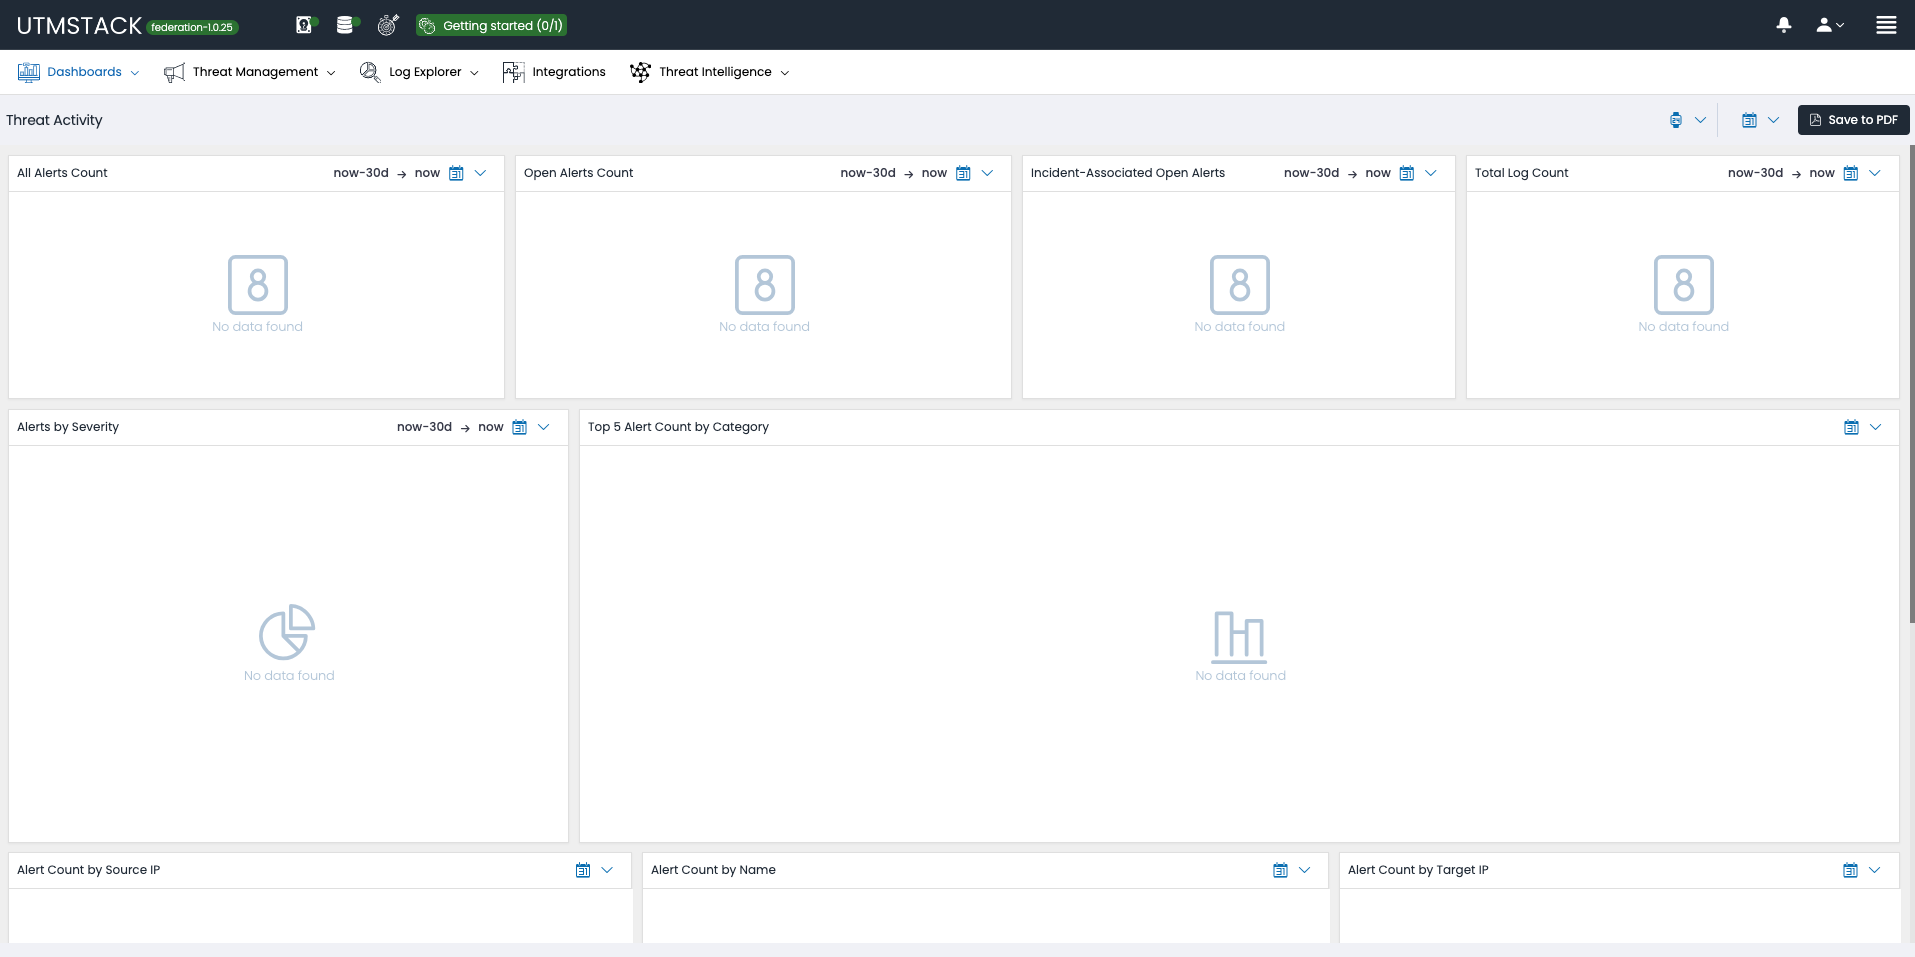 UTMSTACK federation-1.0.25 Getting started (0/1)
Dashboards Threat Management Log Explorer Integrations Threat Intelligence
Threat Activity Save to PDF
All Alerts Count now-30d → now
Open Alerts Count now-30d → now
Incident-Associated Open Alerts now-30d → now
Total Log Count now-30d → now
8
No data found
8
No data found
8
No data found
8
No data found
Alerts by Severity now-30d → now
Top 5 Alert Count by Category
No data found
No data found
Alert Count by Source IP
Alert Count by Name
Alert Count by Target IP